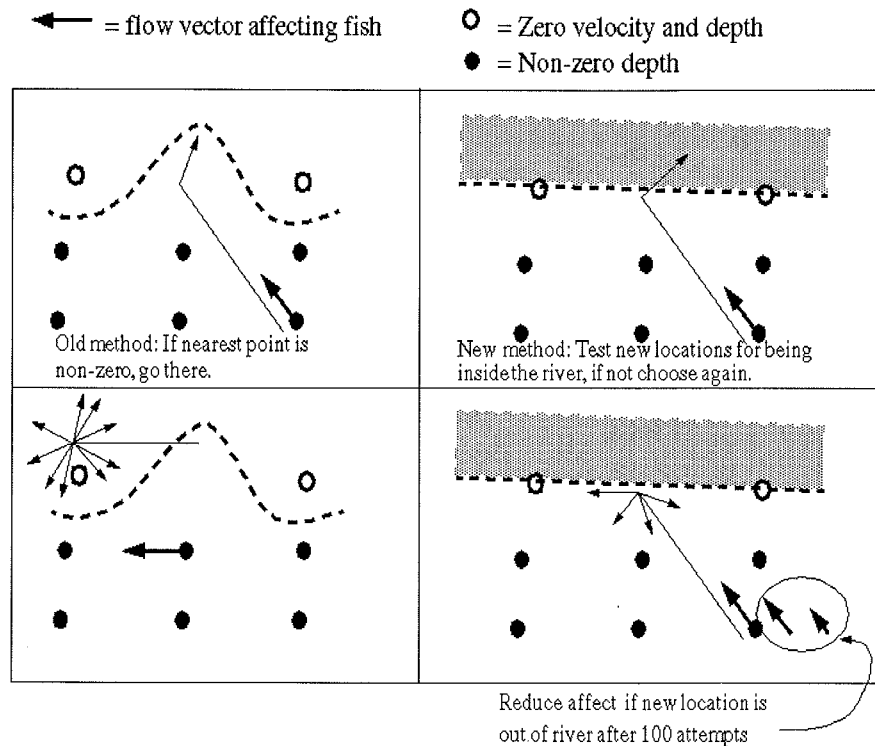 = flow vector affecting fish
= Zero velocity and depth
= Non-zero depth
Old method: If nearest point is
non-zero, go there.
New method: Test new locations for being
inside the river, if not choose again.
Reduce affect if new location is
out of river after 100 attempts